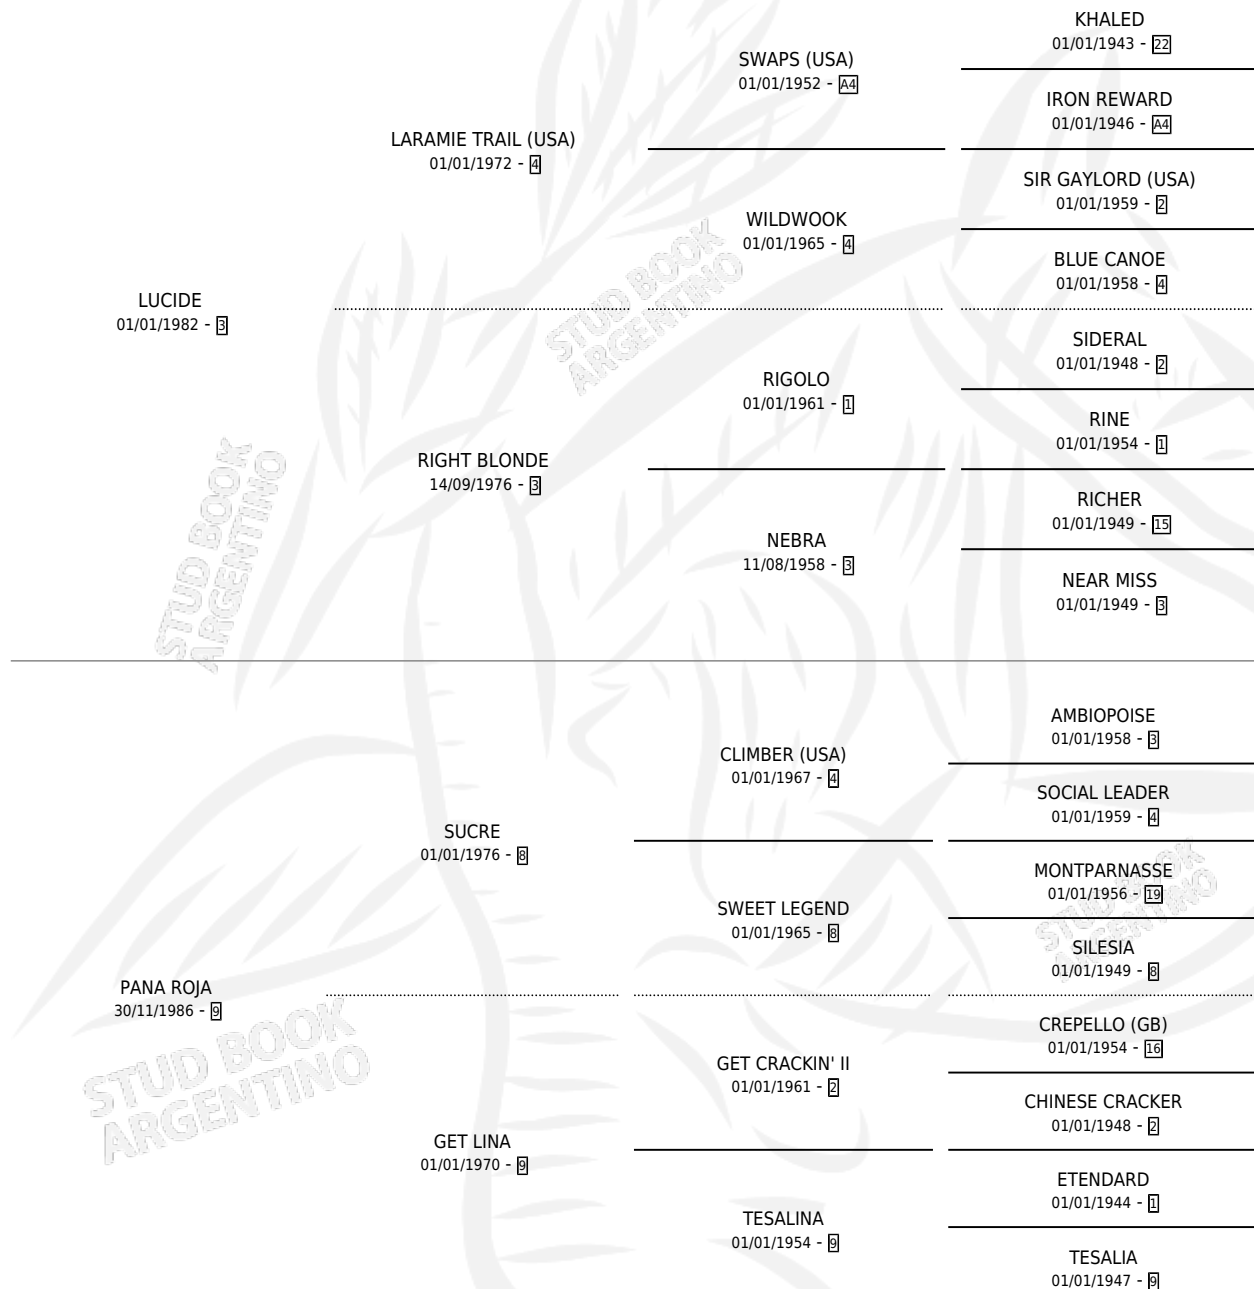 KHALED
01/01/1943 - 22
SWAPS (USA)
01/01/1952 - A4
IRON REWARD
01/01/1946 - A4
LARAMIE TRAIL (USA)
01/01/1972 - 4
SIR GAYLORD (USA)
01/01/1959 - 2
WILDWOOK
01/01/1965 - 4
BLUE CANOE
01/01/1958 - 4
LUCIDE
01/01/1982 - 3
STUD BOOK
ARGENTINO
SIDERAL
01/01/1948 - 2
RIGOLO
01/01/1961 - 1
RINE
01/01/1954 - 1
RIGHT BLONDE
14/09/1976 - 3
RICHER
01/01/1949 - 15
NEBRA
11/08/1958 - 3
NEAR MISS
01/01/1949 - 3
STUD BOOK
ARGENTINO
AMBIOPOISE
01/01/1958 - 3
CLIMBER (USA)
01/01/1967 - 4
SOCIAL LEADER
01/01/1959 - 4
SUCRE
01/01/1976 - 8
MONTPARNASSE
01/01/1956 - 19
SWEET LEGEND
01/01/1965 - 8
SILESIA
01/01/1949 - 8
STUD BOOK
ARGENTINO
PANA ROJA
30/11/1986 - 9
STUD BOOK
ARGENTINO
CREPELLO (GB)
01/01/1954 - 16
GET CRACKIN' II
01/01/1961 - 2
CHINESE CRACKER
01/01/1948 - 2
GET LINA
01/01/1970 - 9
ETENDARD
01/01/1944 - 1
TESALINA
01/01/1954 - 9
TESALIA
01/01/1947 - 9